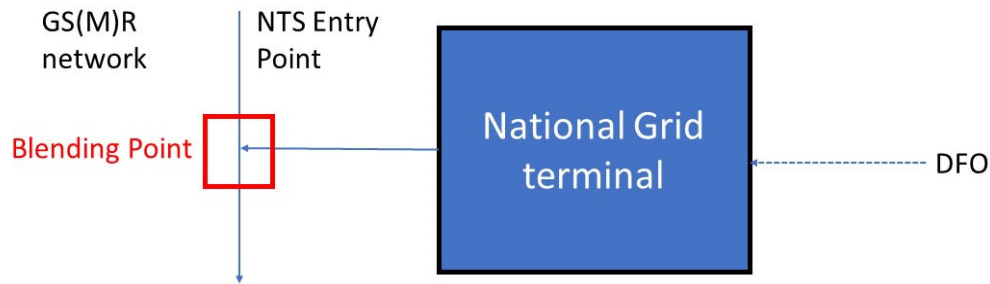 GS(M)R
network
NTS Entry
Point
Blending Point
National Grid
terminal
DFO